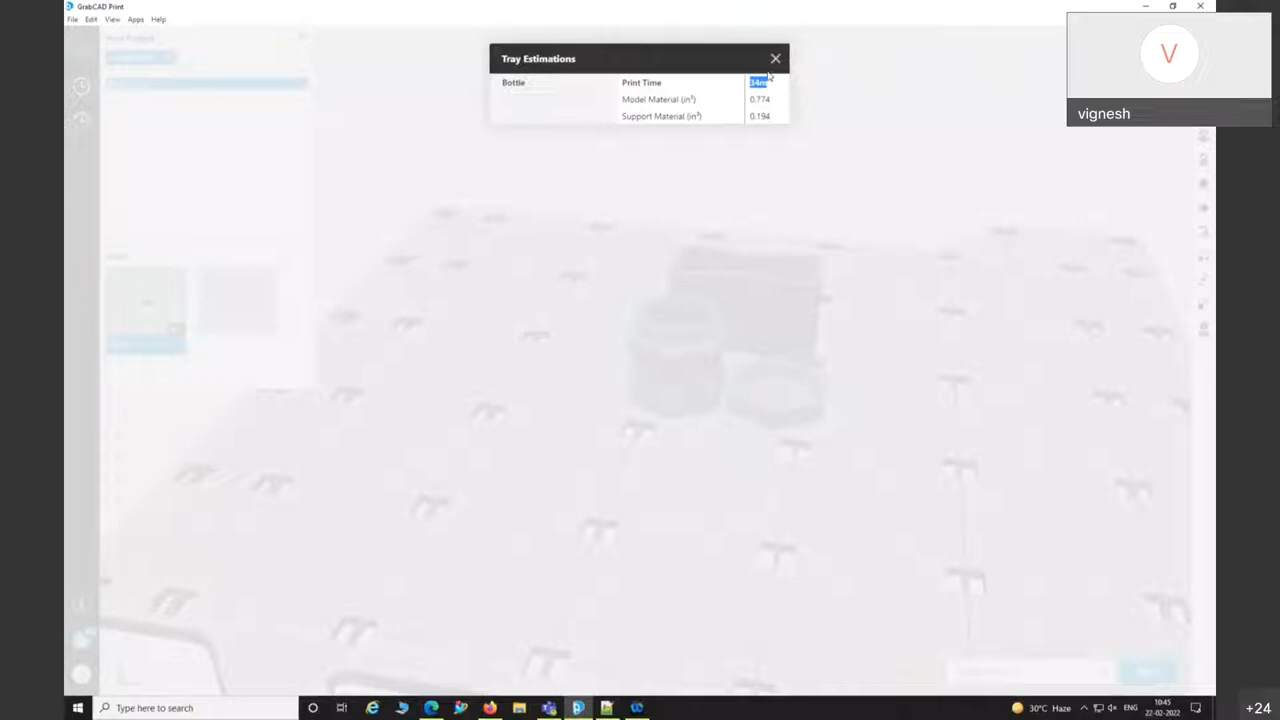 GrabCAD Print
File Edit View Apps Help
Tray Estimations
Bottle Print Time 34m
Model Material (in³) 0.774
Support Material (in³) 0.194
V
vignesh
Type here to search
30°C Haze
ENG
10:45
22-02-2022
+24